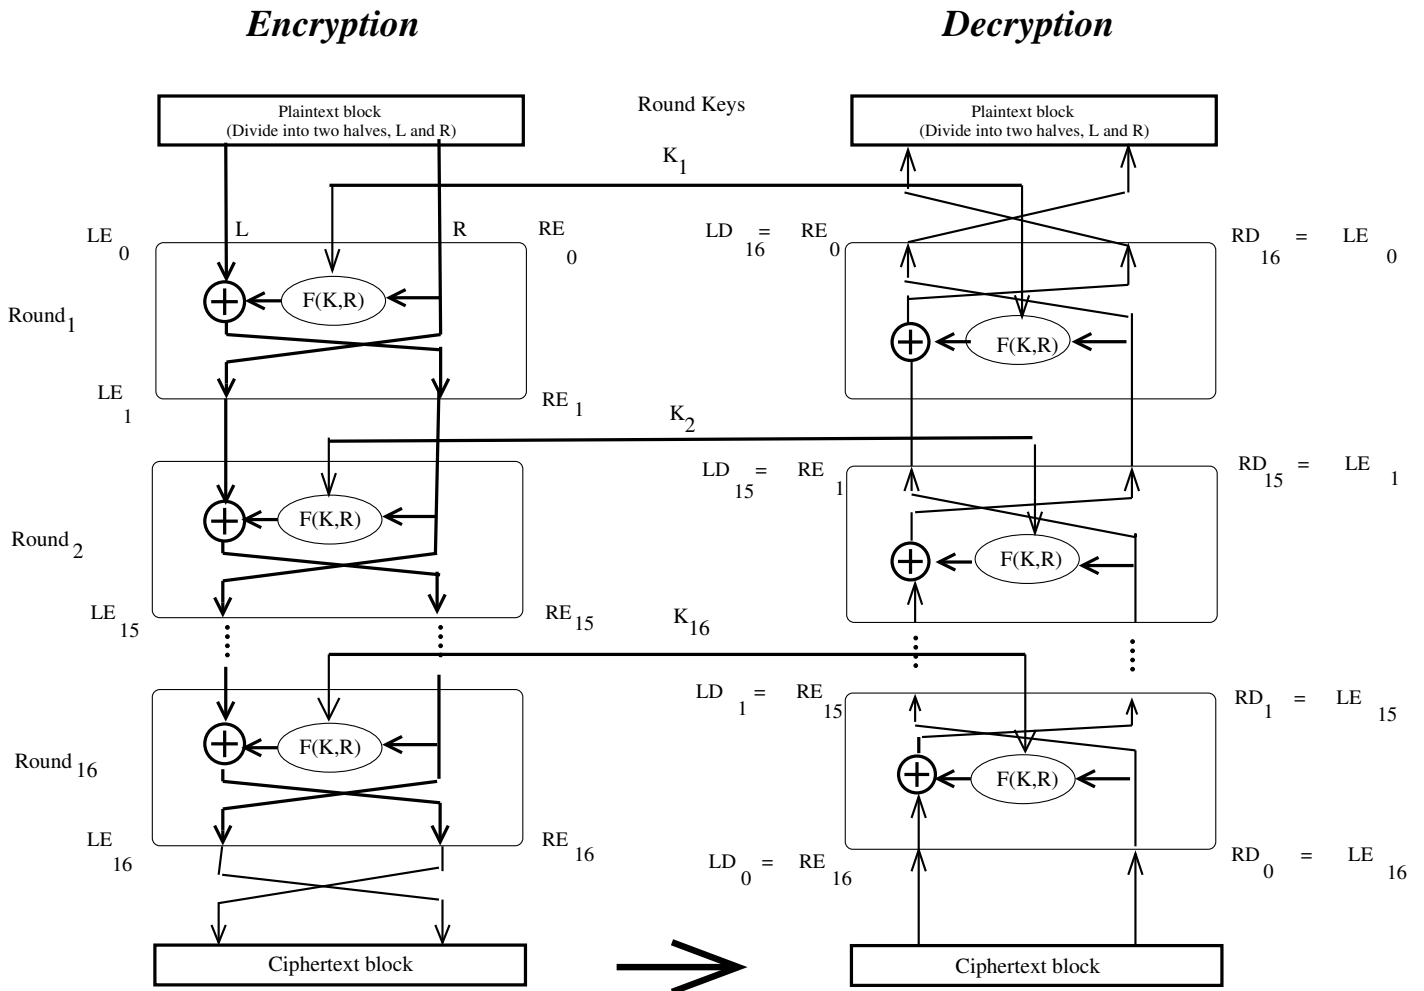 Encryption
Decryption
Plaintext block
(Divide into two halves, L and R)
Round Keys
Plaintext block
(Divide into two halves, L and R)
K1
LE0
L
R
RE0
LD16 = RE0
RD16 = LE0
Round1
F(K,R)
F(K,R)
LE1
RE1
K2
LD15 = RE1
RD15 = LE1
Round2
F(K,R)
F(K,R)
LE15
RE15
K16
LD1 = RE15
RD1 = LE15
Round16
F(K,R)
F(K,R)
LE16
RE16
LD0 = RE16
RD0 = LE16
Ciphertext block
Ciphertext block